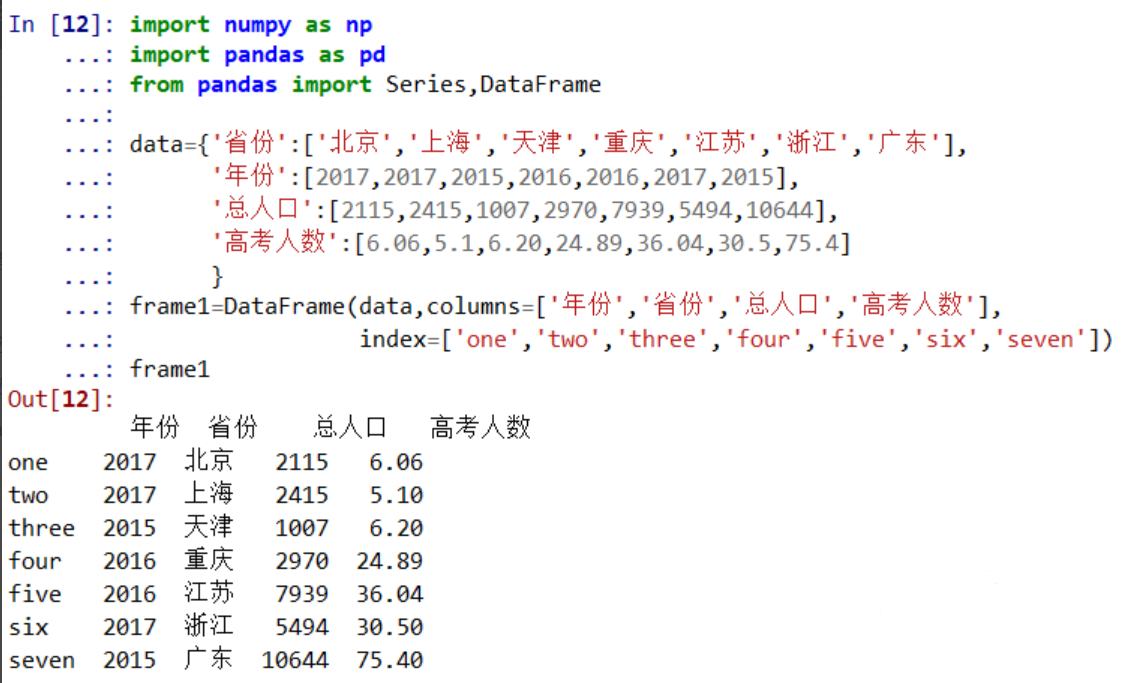 In [12]: import numpy as np
    ...: import pandas as pd
    ...: from pandas import Series,DataFrame
    ...:
    ...: data={'省份':['北京','上海','天津','重庆','江苏','浙江','广东'],
    ...:       '年份':[2017,2017,2015,2016,2016,2017,2015],
    ...:       '总人口':[2115,2415,1007,2970,7939,5494,10644],
    ...:       '高考人数':[6.06,5.1,6.20,24.89,36.04,30.5,75.4]
    ...:       }
    ...: frame1=DataFrame(data,columns=['年份','省份','总人口','高考人数'],
    ...:                  index=['one','two','three','four','five','six','seven'])
    ...: frame1
Out[12]:
         年份  省份    总人口   高考人数
one    2017  北京   2115   6.06
two    2017  上海   2415   5.10
three  2015  天津   1007   6.20
four   2016  重庆   2970  24.89
five   2016  江苏   7939  36.04
six    2017  浙江   5494  30.50
seven  2015  广东  10644  75.40